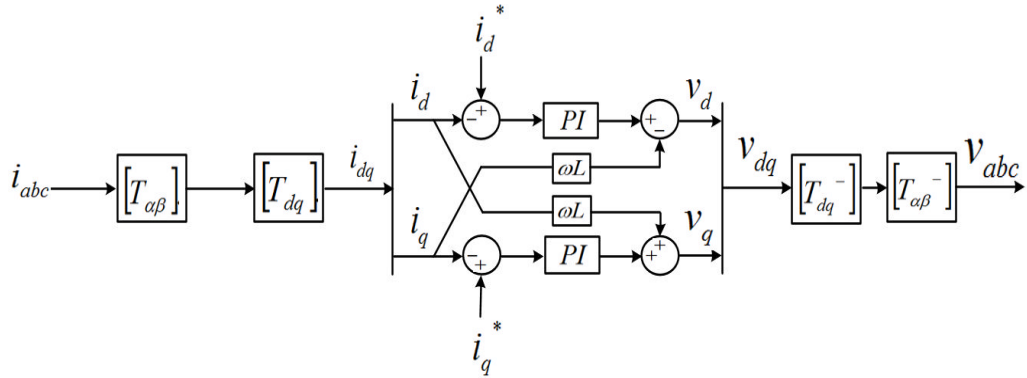 i_d^*
i_d
v_d
− +
PI
+ −
i_abc
[T_αβ]
[T_dq]
i_dq
ωL
v_dq
[T_dq^−]
[T_αβ^−]
v_abc
ωL
i_q
v_q
− +
PI
+ +
i_q^*